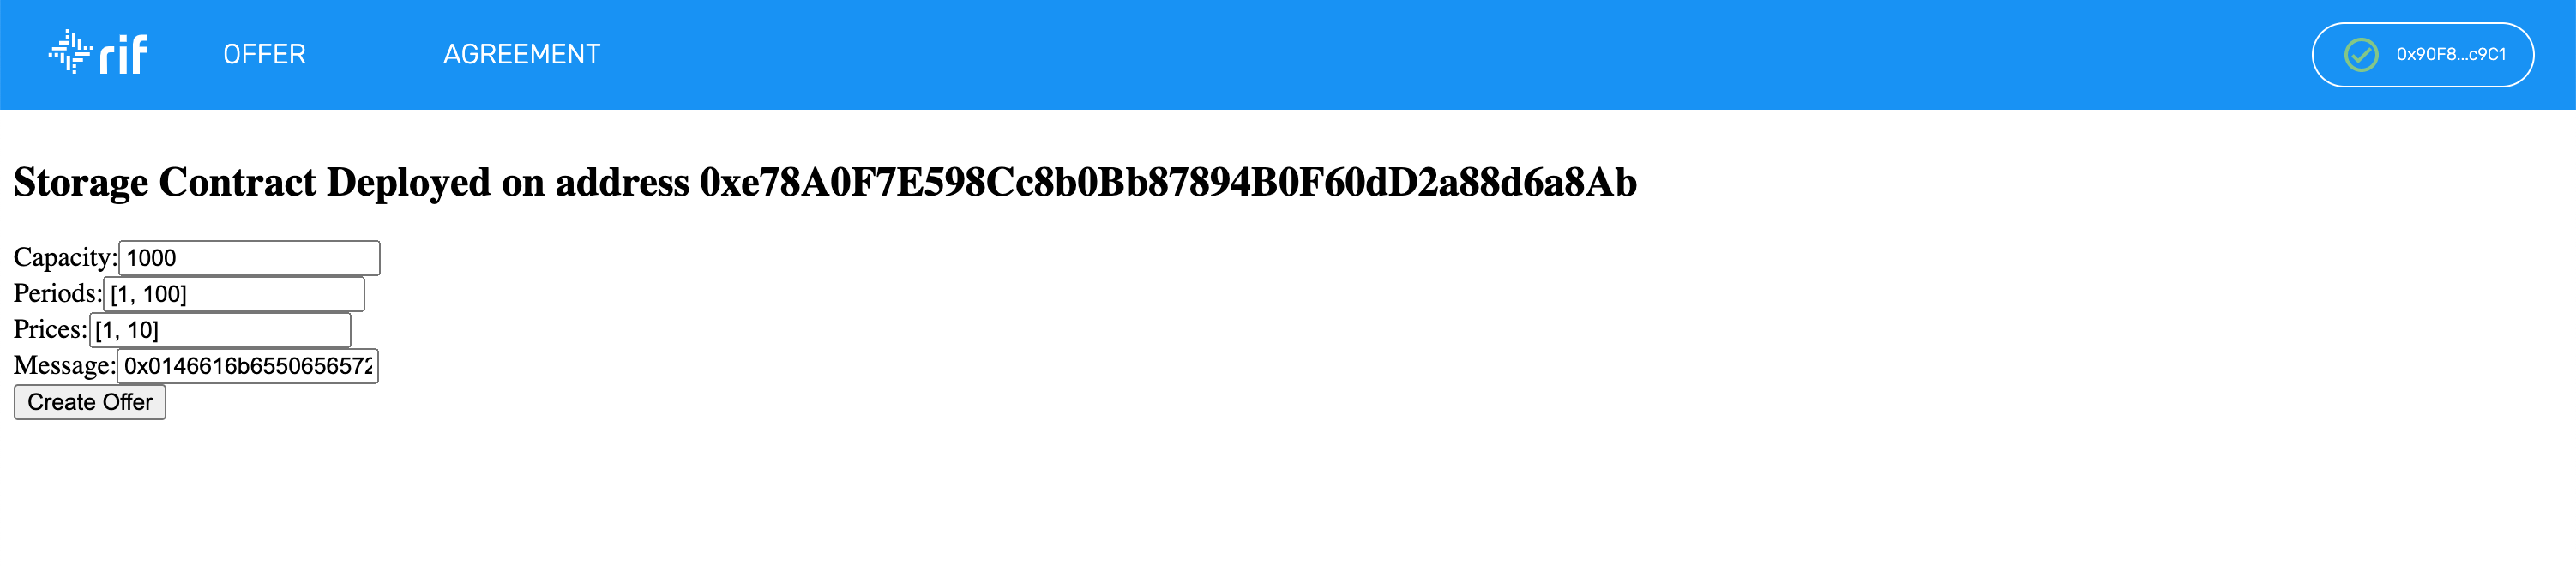 rif OFFER AGREEMENT 0x90F8...c9C1
Storage Contract Deployed on address 0xe78A0F7E598Cc8b0Bb87894B0F60dD2a88d6a8Ab
Capacity: 1000
Periods: [1, 100]
Prices: [1, 10]
Message: 0x0146616b6550656572
Create Offer